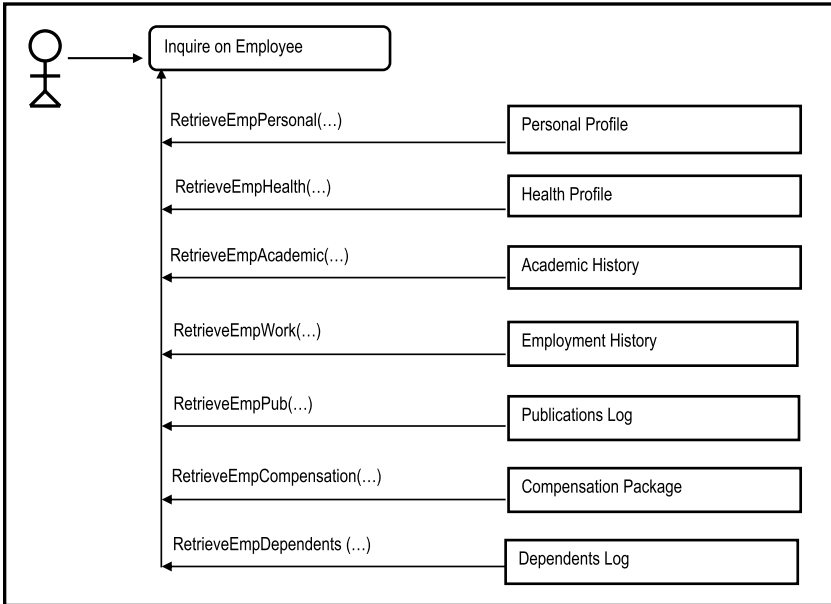 Inquire on Employee
RetrieveEmpPersonal(…)
Personal Profile
RetrieveEmpHealth(…)
Health Profile
RetrieveEmpAcademic(…)
Academic History
RetrieveEmpWork(…)
Employment History
RetrieveEmpPub(…)
Publications Log
RetrieveEmpCompensation(…)
Compensation Package
RetrieveEmpDependents (…)
Dependents Log